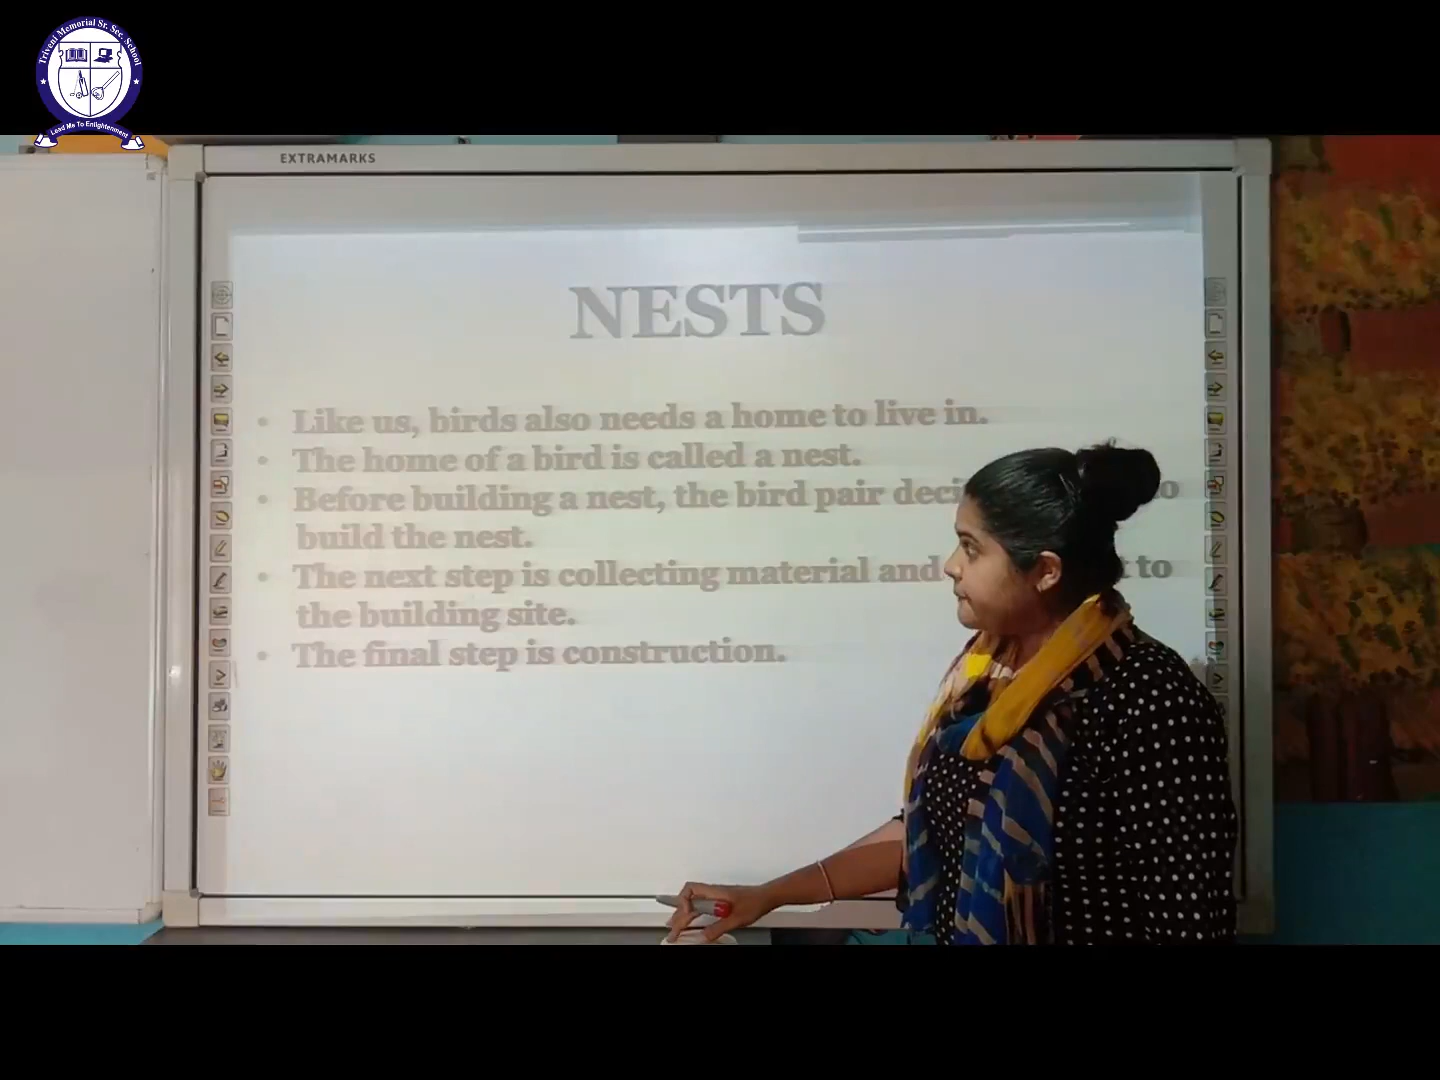 Triveni Memorial Sr. Sec. School
Lead Me To Enlightenment
EXTRAMARKS
NESTS
• Like us, birds also needs a home to live in.
• The home of a bird is called a nest.
• Before building a nest, the bird pair
build the nest.
• The next step is collecting material and to
the building site.
• The final step is construction.